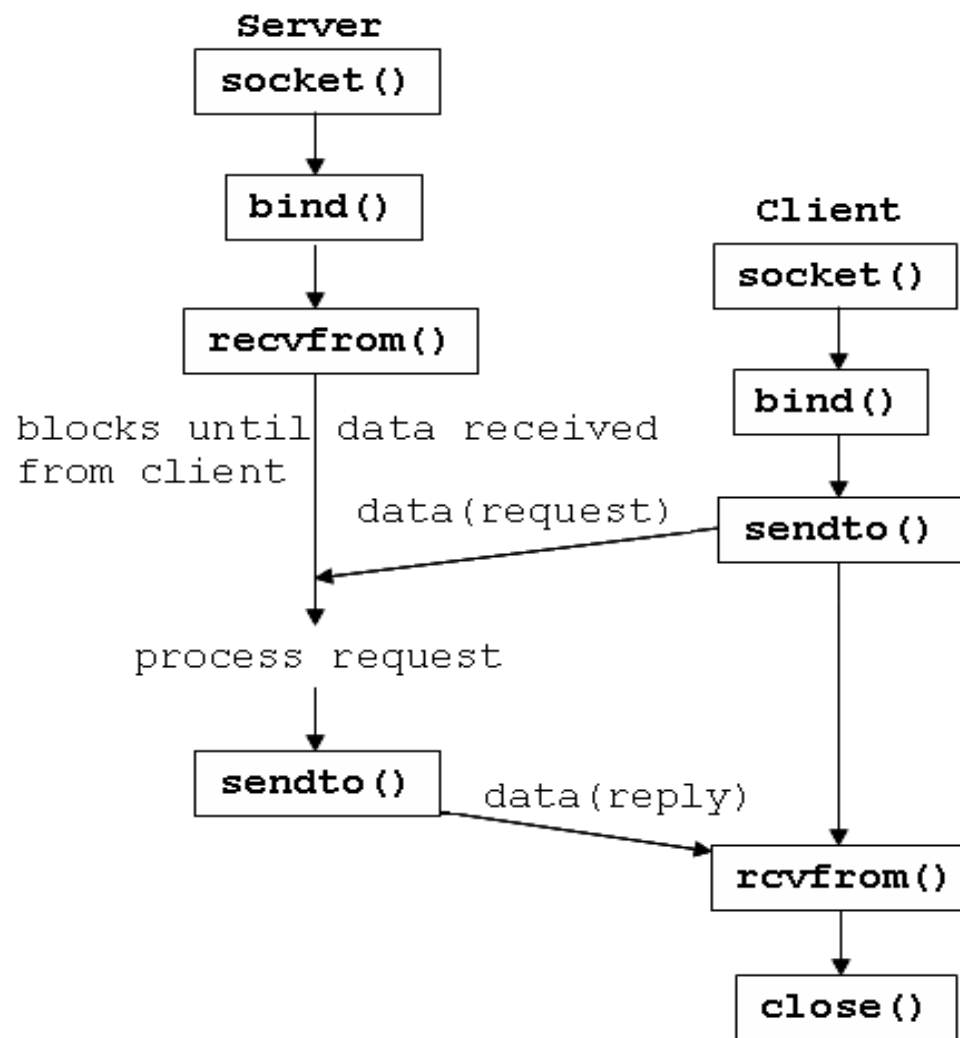 Server
socket()
bind()
recvfrom()
blocks until data received
from client
Client
socket()
bind()
sendto()
data(request)
process request
sendto()
data(reply)
rcvfrom()
close()